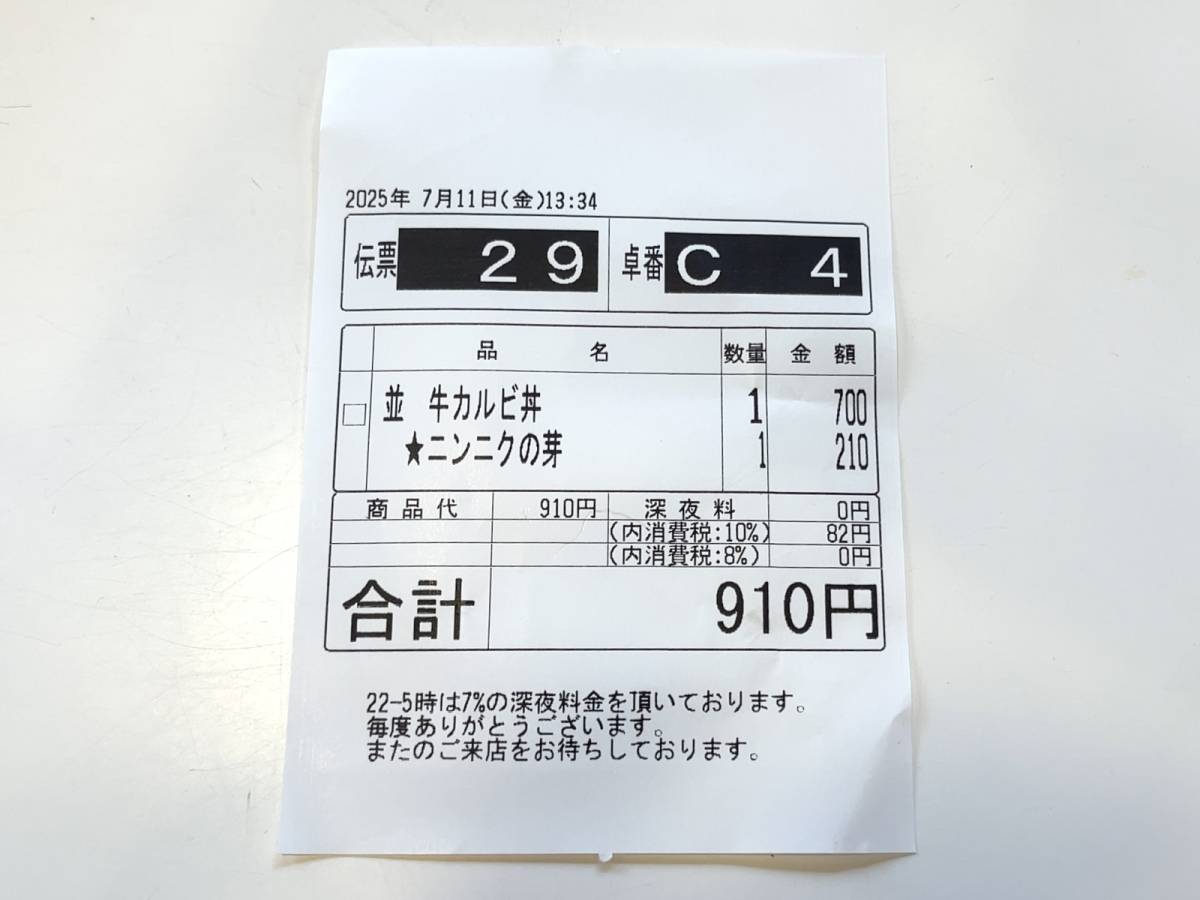 2025年 7月11日(金)13:34
伝票 29 卓番 C 4
品名 数量 金額
並 牛カルビ丼 1 700
★ニンニクの芽 1 210
商品代 910円 深夜料 0円
(内消費税:10%) 82円
(内消費税:8%) 0円
合計 910円
22-5時は7%の深夜料金を頂いております。
毎度ありがとうございます。
またのご来店をお待ちしております。